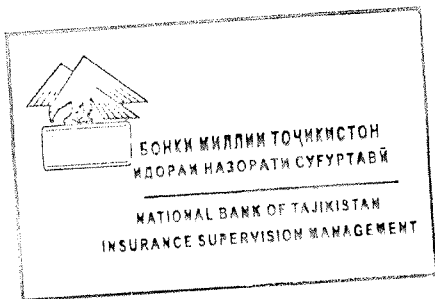 БОНКИ МИЛЛИИ ТОҶИКИСТОН
ИДОРАИ НАЗОРАТИ СУҒУРТАВӢ
NATIONAL BANK OF TAJIKISTAN
INSURANCE SUPERVISION MANAGEMENT